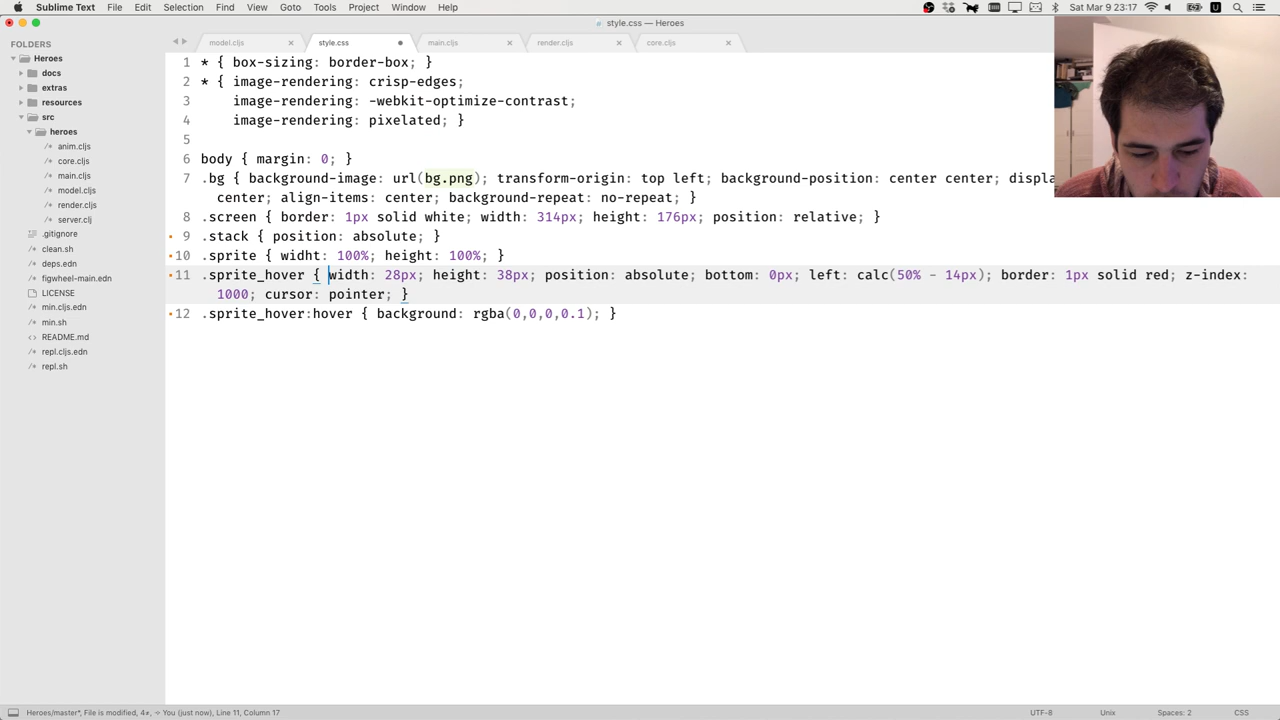 Sublime Text File Edit Selection Find View Goto Tools Project Window Help Sat Mar 9 23:17
style.css — Heroes
FOLDERS
Heroes
docs
extras
resources
src
heroes
anim.cljs
core.cljs
main.cljs
model.cljs
render.cljs
server.clj
.gitignore
clean.sh
deps.edn
figwheel-main.edn
LICENSE
min.cljs.edn
min.sh
README.md
repl.cljs.edn
repl.sh
model.cljs style.css main.cljs render.cljs core.cljs
1 * { box-sizing: border-box; }
2 * { image-rendering: crisp-edges;
3 image-rendering: -webkit-optimize-contrast;
4 image-rendering: pixelated; }
5
6 body { margin: 0; }
7 .bg { background-image: url(bg.png); transform-origin: top left; background-position: center center; displa
center; align-items: center; background-repeat: no-repeat; }
8 .screen { border: 1px solid white; width: 314px; height: 176px; position: relative; }
9 .stack { position: absolute; }
10 .sprite { widht: 100%; height: 100%; }
11 .sprite_hover { width: 28px; height: 38px; position: absolute; bottom: 0px; left: calc(50% - 14px); border: 1px solid red; z-index:
1000; cursor: pointer; }
12 .sprite_hover:hover { background: rgba(0,0,0,0.1); }
Heroes/master*, File is modified, 4≠, ÷ You (just now), Line 11, Column 17 UTF-8 Unix Spaces: 2 CSS